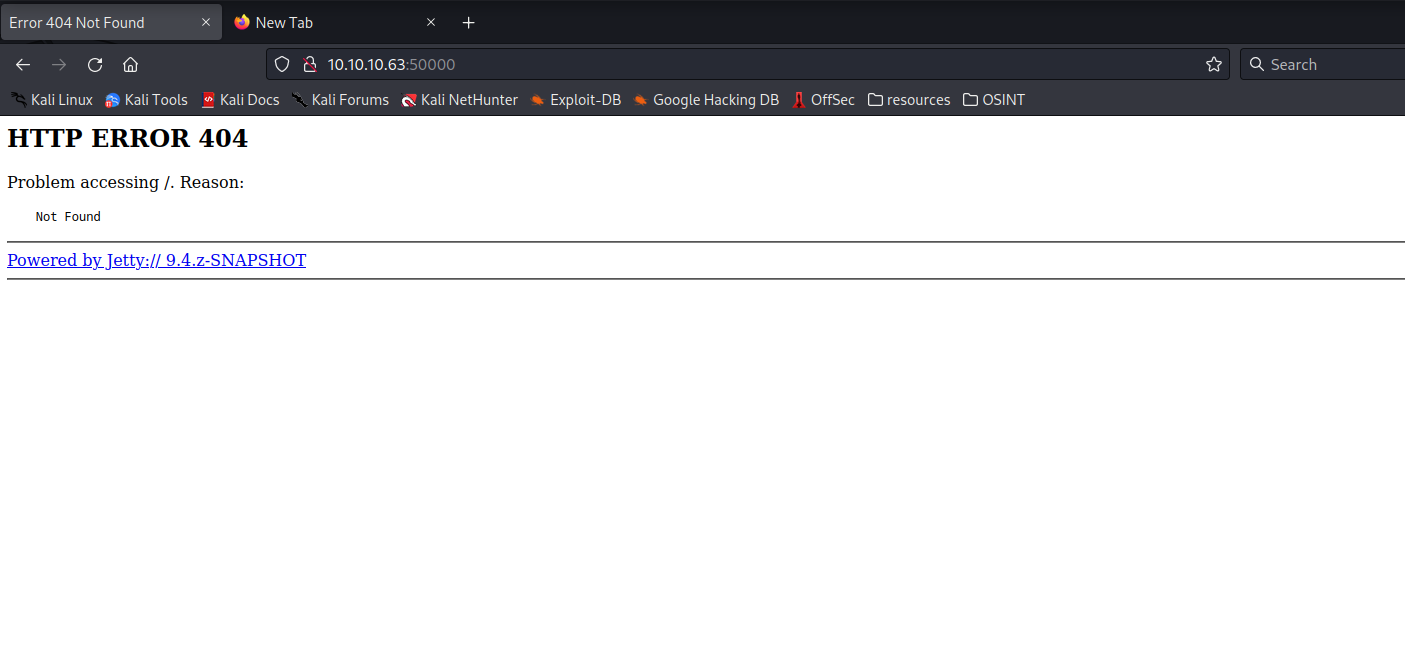 Error 404 Not Found
New Tab
10.10.10.63:50000
Search
Kali Linux Kali Tools Kali Docs Kali Forums Kali NetHunter Exploit-DB Google Hacking DB OffSec resources OSINT
HTTP ERROR 404
Problem accessing /. Reason:
Not Found
Powered by Jetty:// 9.4.z-SNAPSHOT